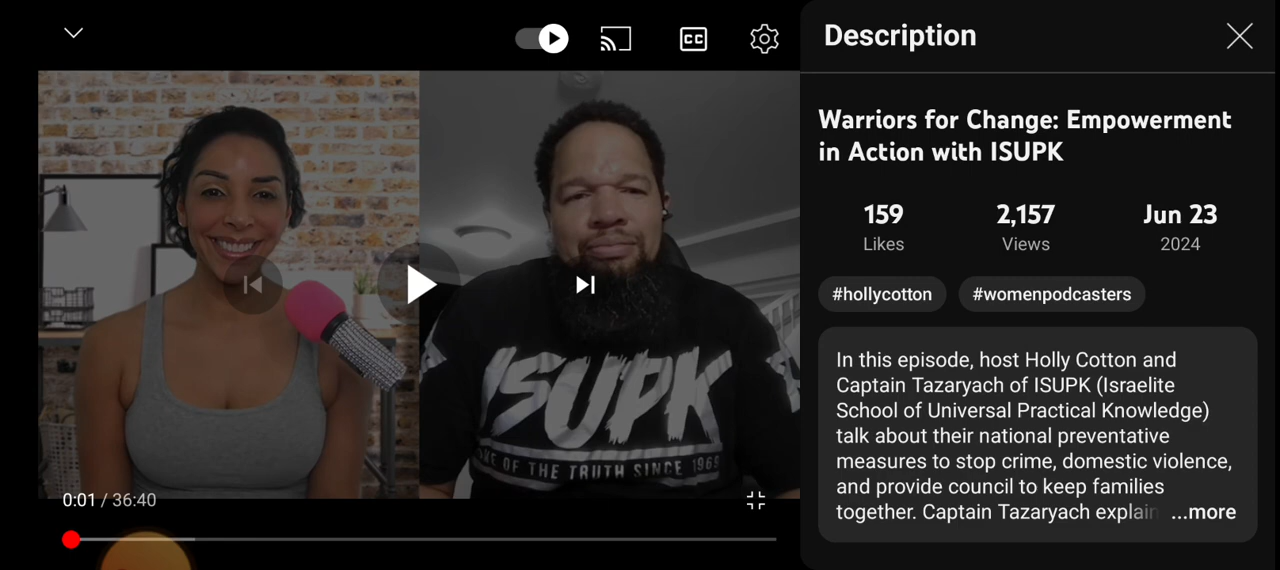 CC
ISUPK
OF THE TRUTH SINCE 1969
0:01 / 36:40
Description
Warriors for Change: Empowerment
in Action with ISUPK
159
2,157
Jun 23
Likes
Views
2024
#hollycotton
#womenpodcasters
In this episode, host Holly Cotton and
Captain Tazaryach of ISUPK (Israelite
School of Universal Practical Knowledge)
talk about their national preventative
measures to stop crime, domestic violence,
and provide council to keep families
together. Captain Tazaryach explain ...more